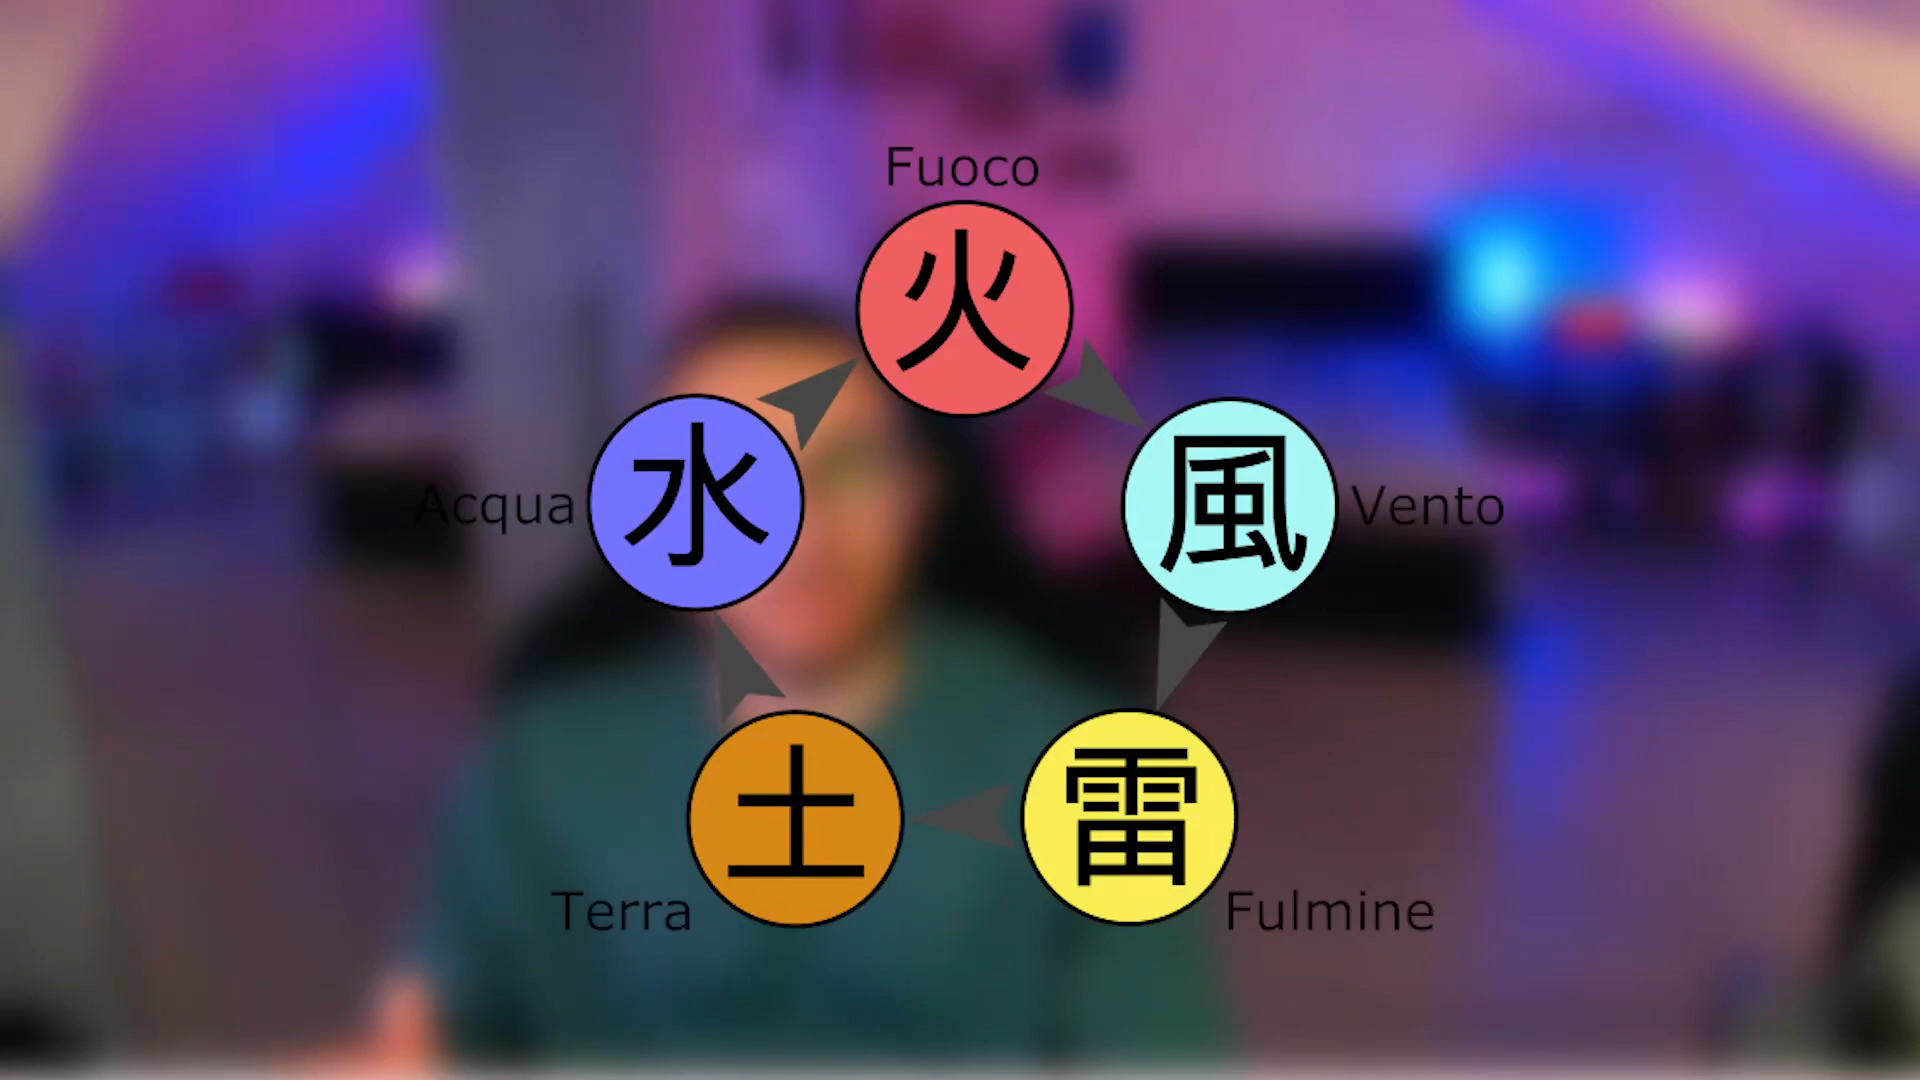 Fuoco
火
Acqua
水
風
Vento
土
雷
Terra
Fulmine